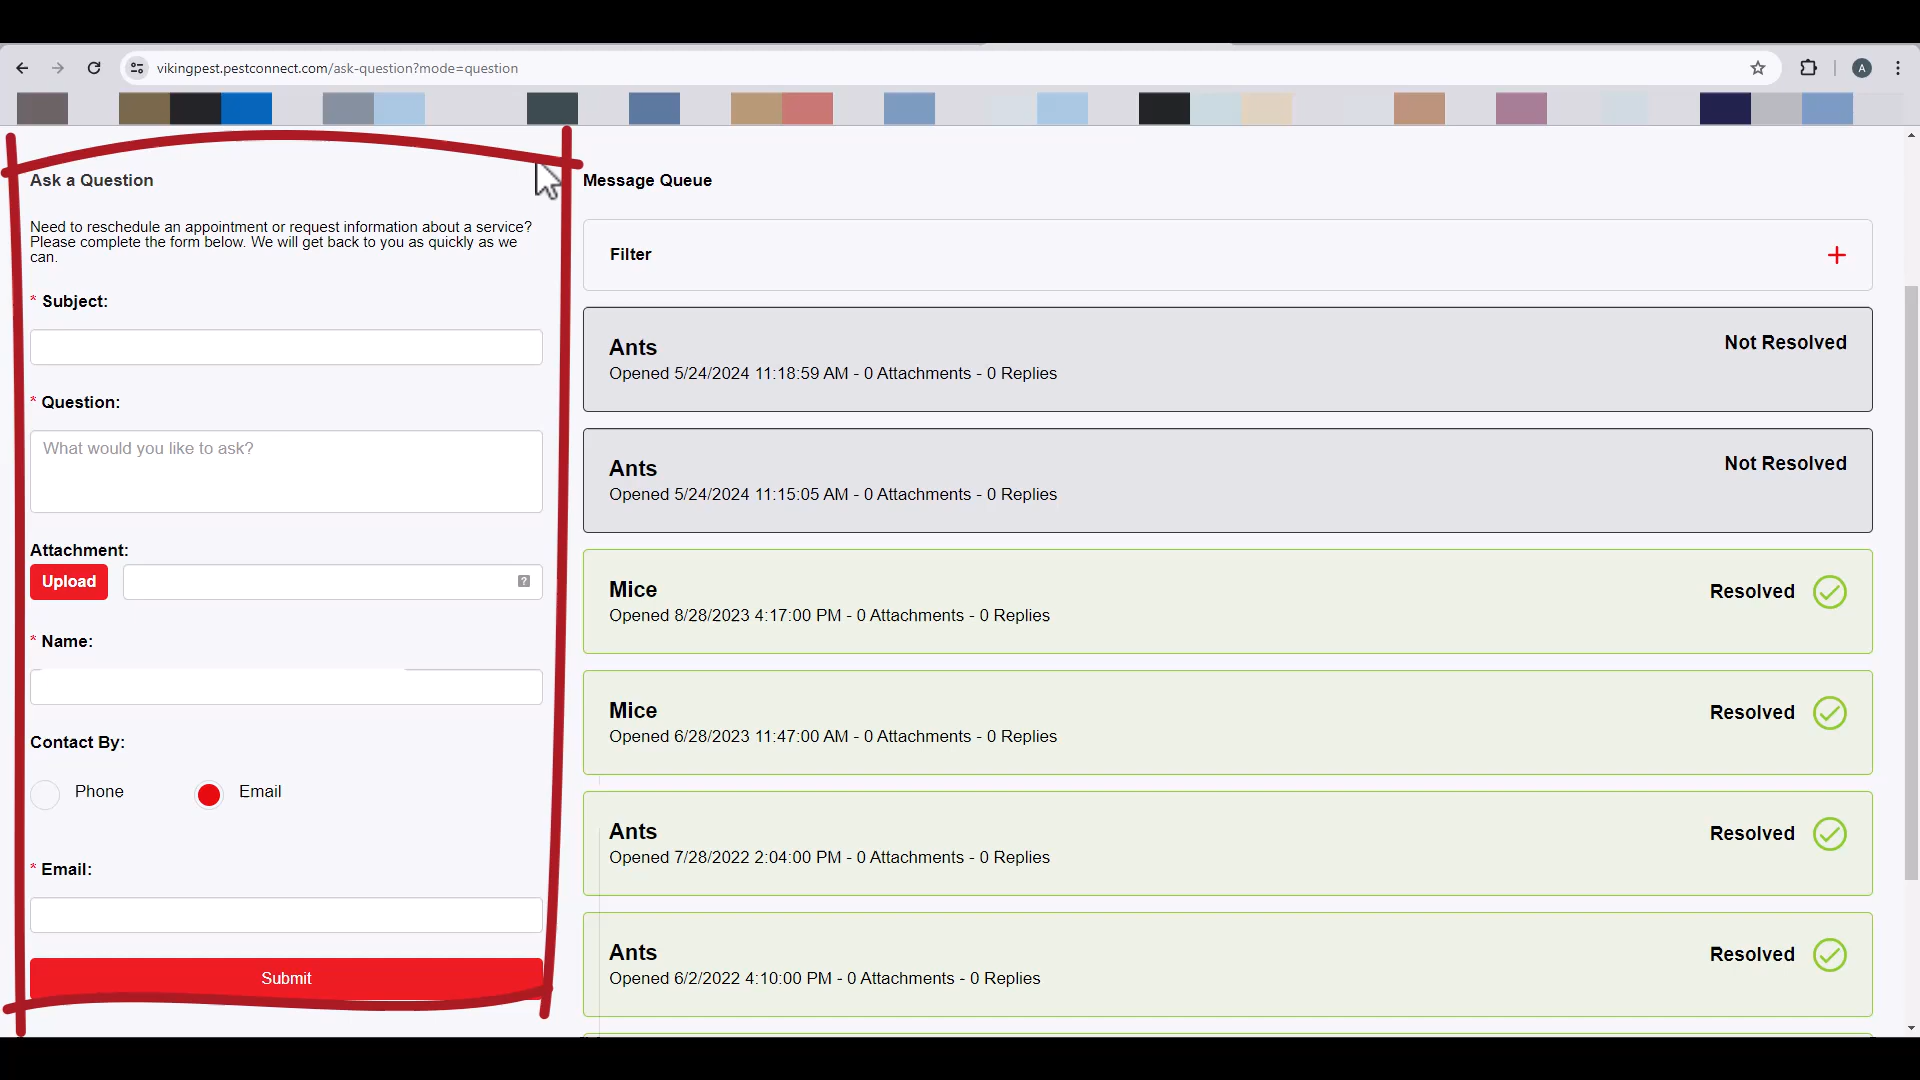 vikingpest.pestconnect.com/ask-question?mode=question
A
Ask a Question
Need to reschedule an appointment or request information about a service?
Please complete the form below. We will get back to you as quickly as we
can.
* Subject:
* Question:
What would you like to ask?
Attachment:
Upload
?
* Name:
Contact By:
Phone
Email
* Email:
Submit
Message Queue
Filter
+
Ants
Not Resolved
Opened 5/24/2024 11:18:59 AM - 0 Attachments - 0 Replies
Ants
Not Resolved
Opened 5/24/2024 11:15:05 AM - 0 Attachments - 0 Replies
Mice
Resolved
Opened 8/28/2023 4:17:00 PM - 0 Attachments - 0 Replies
Mice
Resolved
Opened 6/28/2023 11:47:00 AM - 0 Attachments - 0 Replies
Ants
Resolved
Opened 7/28/2022 2:04:00 PM - 0 Attachments - 0 Replies
Ants
Resolved
Opened 6/2/2022 4:10:00 PM - 0 Attachments - 0 Replies